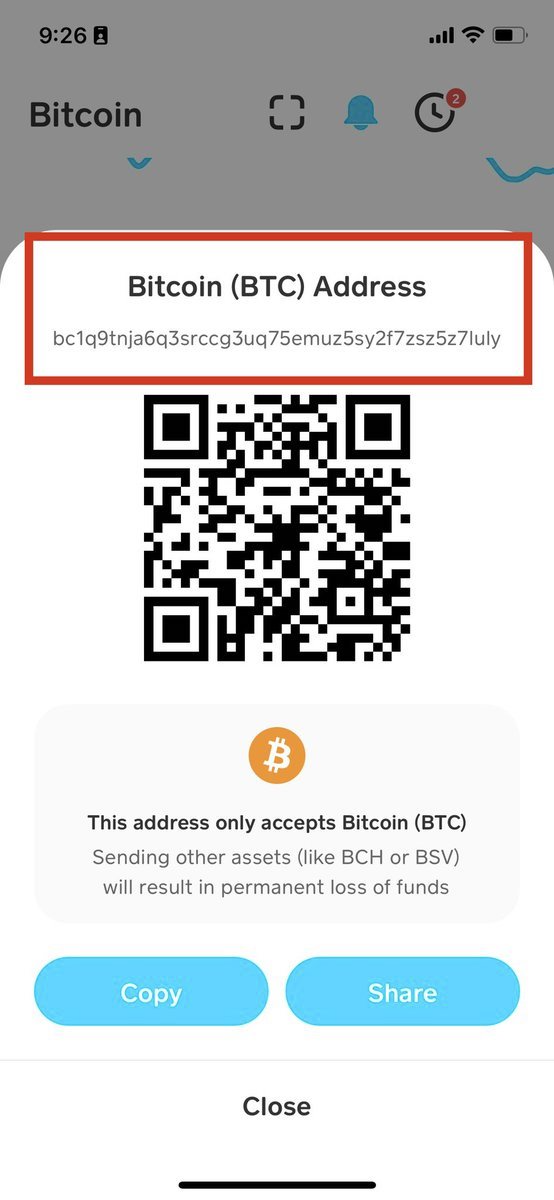 9:26
Bitcoin
2
Bitcoin (BTC) Address
bc1q9tnja6q3srccg3uq75emuz5sy2f7zsz5z7luly
This address only accepts Bitcoin (BTC)
Sending other assets (like BCH or BSV)
will result in permanent loss of funds
Copy
Share
Close